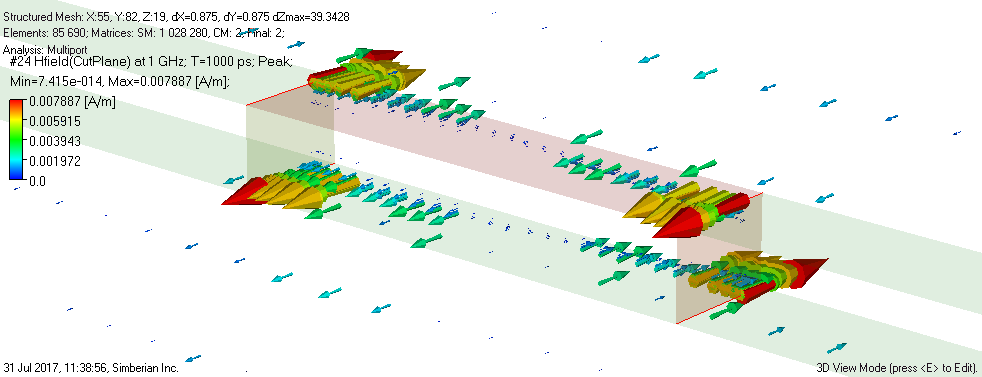 Structured Mesh: X:55, Y:82, Z:19, dX=0.875, dY=0.875 dZmax=39.3428
Elements: 85 690; Matrices: SM: 1 028 280, CM: 2, Final: 2;
Analysis: Multiport
#24 Hfield(CutPlane) at 1 GHz; T=1000 ps; Peak;
Min=7.415e-014, Max=0.007887 [A/m];
0.007887 [A/m]
0.005915
0.003943
0.001972
0.0
31 Jul 2017, 11:38:56, Simberian Inc.
3D View Mode (press <E> to Edit).